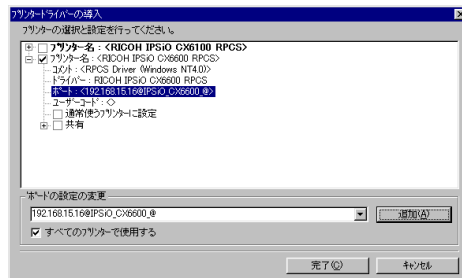 プリンタードライバーの導入
プリンターの選択と設定を行ってください。
プリンター名 : <RICOH IPSiO CX6100 RPCS>
プリンター名 : <RICOH IPSiO CX6600 RPCS>
コメント : <RPCS Driver (Windows NT4.0)>
ドライバー : RICOH IPSiO CX6600 RPCS
ポート : <192.168.15.16@IPSiO_CX6600_@>
ユーザーコード : <>
通常使うプリンターに設定
共有
ポートの設定の変更
192.168.15.16@IPSiO_CX6600_@
追加(A)
すべてのプリンターで使用する
完了(C)
キャンセル